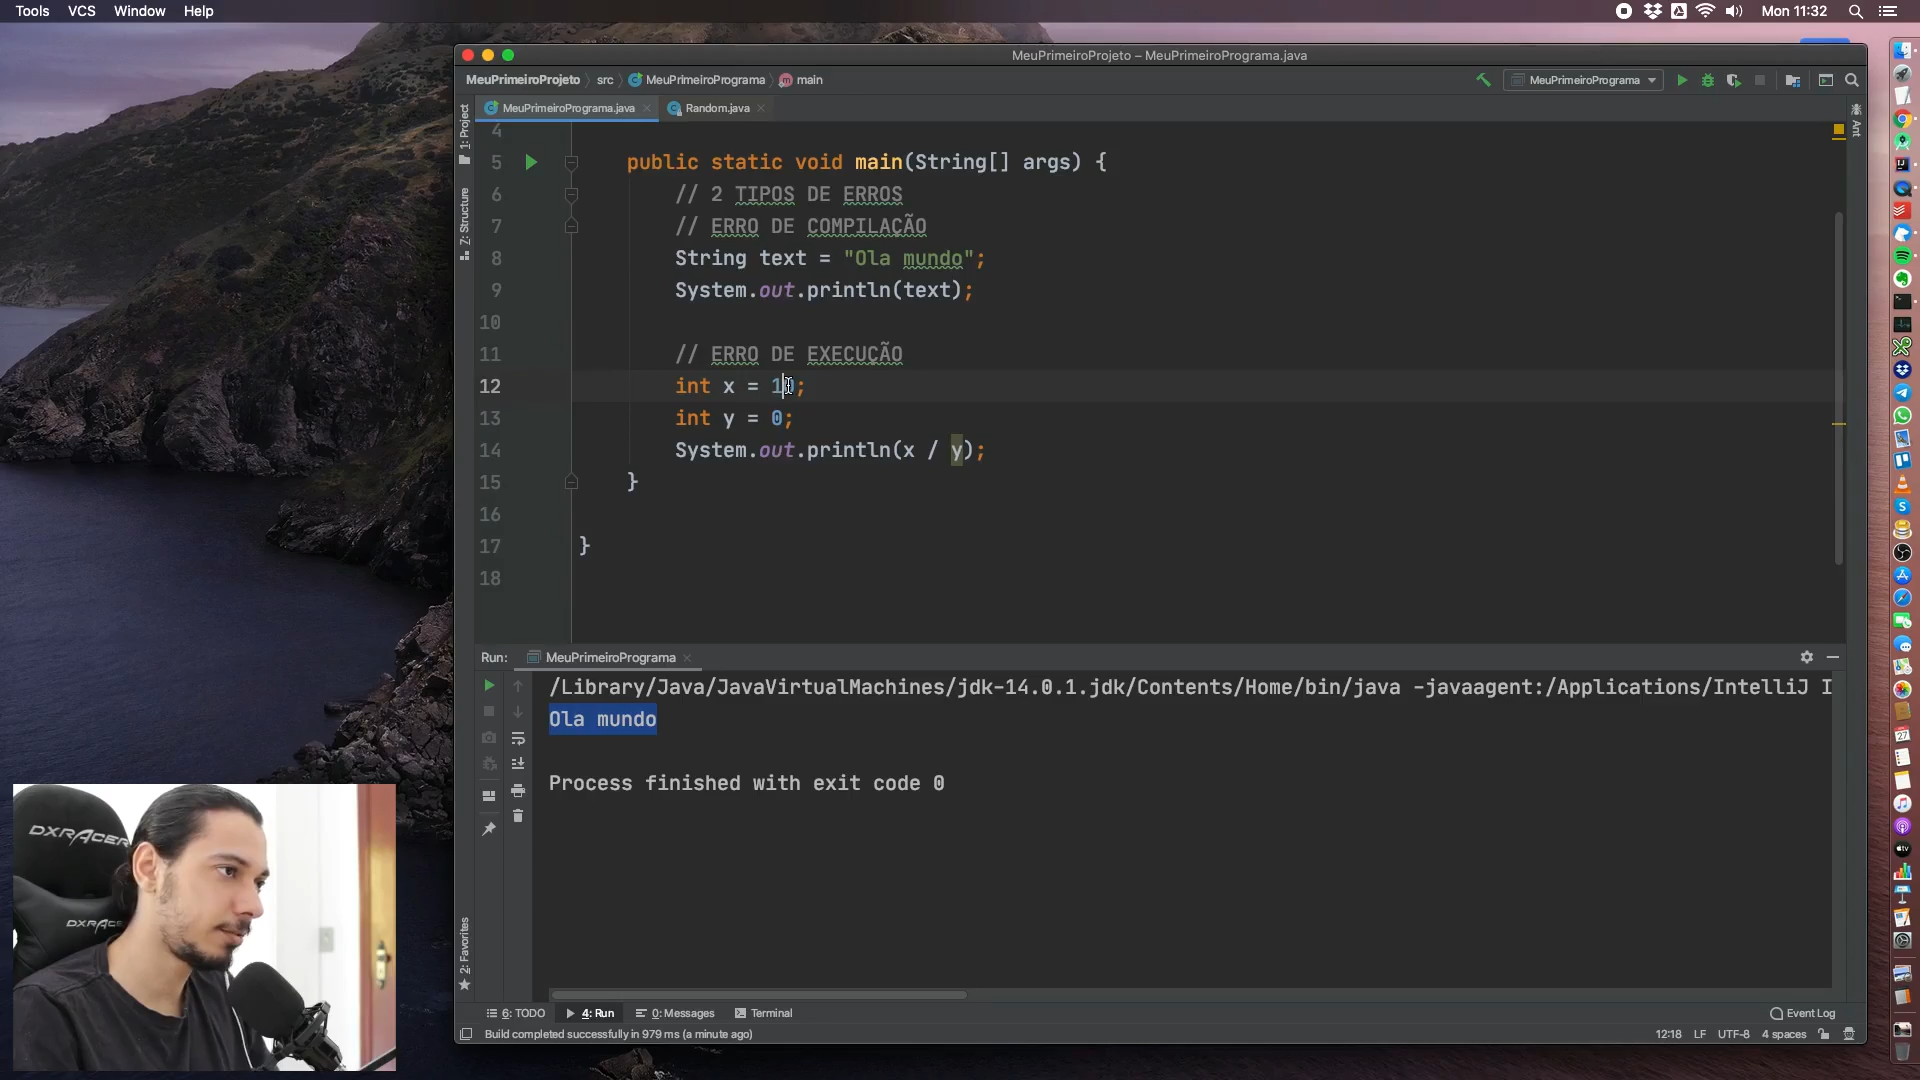 Tools VCS Window Help
Mon 11:32
MeuPrimeiroProjeto – MeuPrimeiroPrograma.java
MeuPrimeiroProjeto src MeuPrimeiroPrograma main
MeuPrimeiroPrograma
MeuPrimeiroPrograma.java Random.java
1: Project
Z: Structure
2: Favorites
Ant
4
5 public static void main(String[] args) {
6 // 2 TIPOS DE ERROS
7 // ERRO DE COMPILAÇÃO
8 String text = "Ola mundo";
9 System.out.println(text);
10
11 // ERRO DE EXECUÇÃO
12 int x = 10;
13 int y = 0;
14 System.out.println(x / y);
15 }
16
17 }
18
Run: MeuPrimeiroPrograma
/Library/Java/JavaVirtualMachines/jdk-14.0.1.jdk/Contents/Home/bin/java -javaagent:/Applications/IntelliJ I
Ola mundo
Process finished with exit code 0
6: TODO 4: Run 0: Messages Terminal
Event Log
Build completed successfully in 979 ms (a minute ago)
12:18 LF UTF-8 4 spaces
DXRACER
DXRACE
27